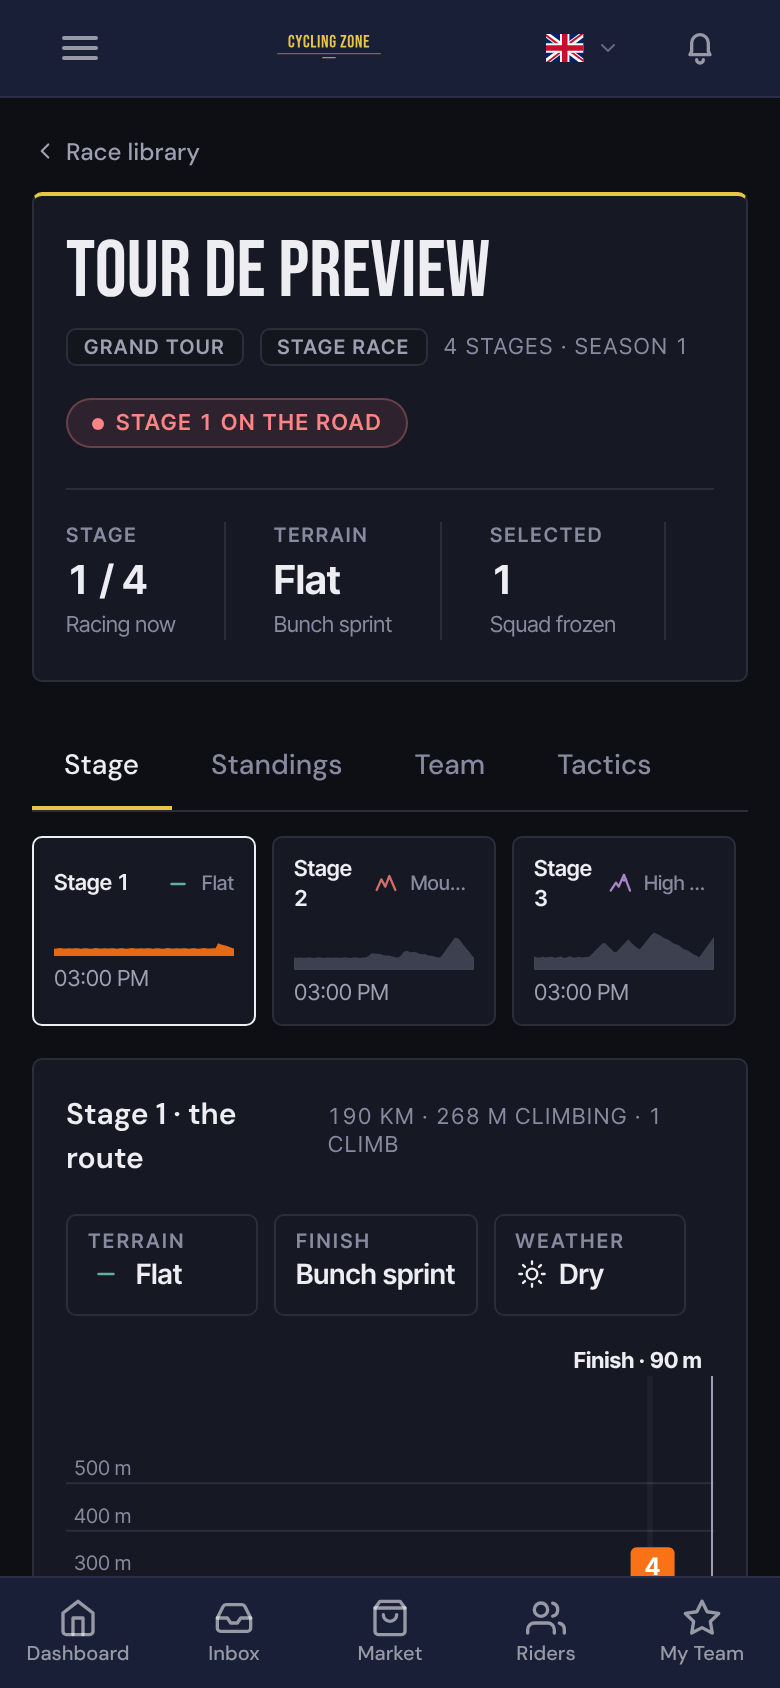 CYCLING ZONE
Race library
TOUR DE PREVIEW
GRAND TOUR
STAGE RACE
4 STAGES · SEASON 1
STAGE 1 ON THE ROAD
STAGE
1 / 4
Racing now
TERRAIN
Flat
Bunch sprint
SELECTED
1
Squad frozen
Stage
Standings
Team
Tactics
Stage 1
Flat
03:00 PM
Stage
2
Mou...
03:00 PM
Stage
3
High ...
03:00 PM
Stage 1 · the
route
190 KM · 268 M CLIMBING · 1
CLIMB
TERRAIN
Flat
FINISH
Bunch sprint
WEATHER
Dry
Finish · 90 m
500 m
400 m
300 m
4
Dashboard
Inbox
Market
Riders
My Team